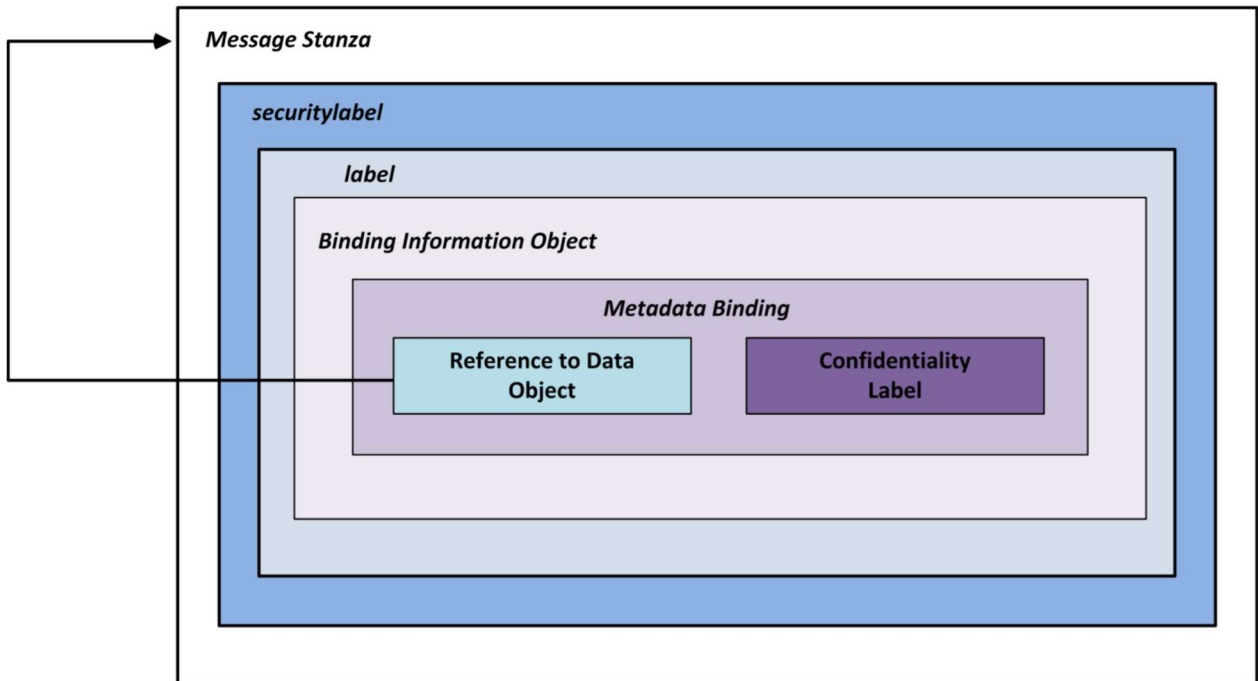 Message Stanza
securitylabel
label
Binding Information Object
Metadata Binding
Reference to Data
Object
Confidentiality
Label